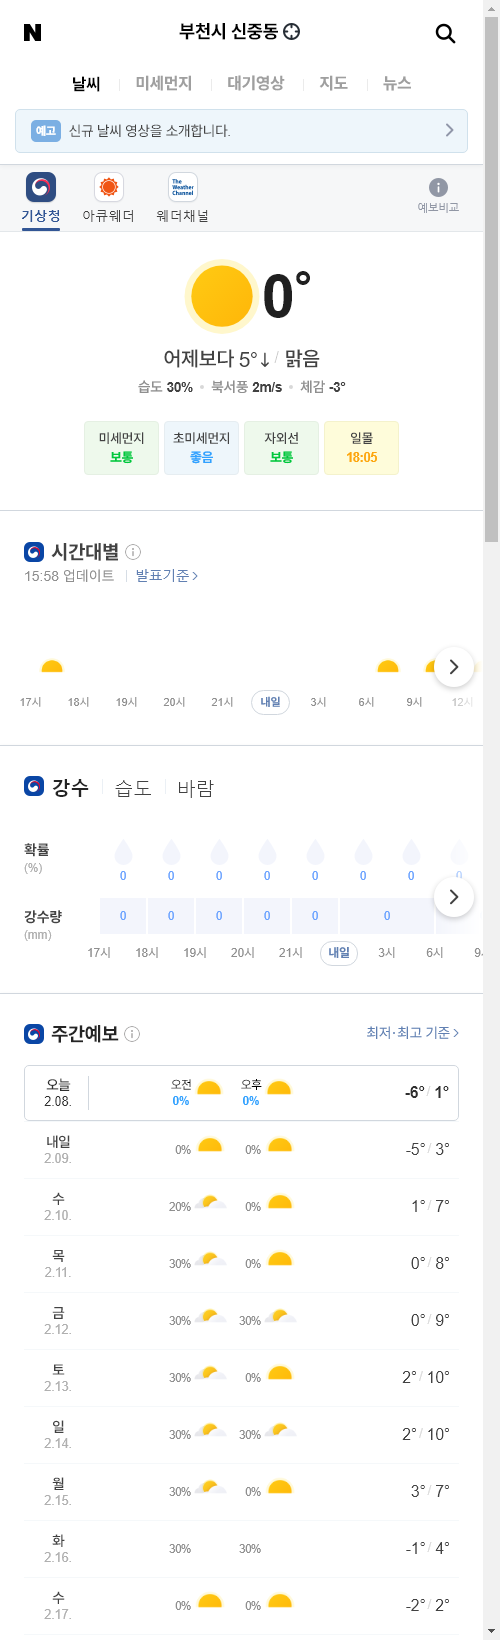 N
부천시 신중동
날씨 미세먼지 대기영상 지도 뉴스
예고 신규 날씨 영상을 소개합니다.
The Weather Channel
기상청 아큐웨더 웨더채널 예보비교
0°
어제보다 5°↓ / 맑음
습도 30% • 북서풍 2m/s • 체감 -3°
미세먼지 초미세먼지 자외선 일몰
보통 좋음 보통 18:05
시간대별
15:58 업데이트 발표기준 >
17시 18시 19시 20시 21시 내일 3시 6시 9시 12시
강수 습도 바람
확률
(%)
0 0 0 0 0 0 0 0
강수량
(mm)
0 0 0 0 0 0
17시 18시 19시 20시 21시 내일 3시 6시
주간예보 최저·최고 기준 >
오늘 2.08. 오전 0% 오후 0% -6° / 1°
내일 2.09. 0% 0% -5° / 3°
수 2.10. 20% 0% 1° / 7°
목 2.11. 30% 0% 0° / 8°
금 2.12. 30% 30% 0° / 9°
토 2.13. 30% 0% 2° / 10°
일 2.14. 30% 30% 2° / 10°
월 2.15. 30% 0% 3° / 7°
화 2.16. 30% 30% -1° / 4°
수 2.17. 0% 0% -2° / 2°